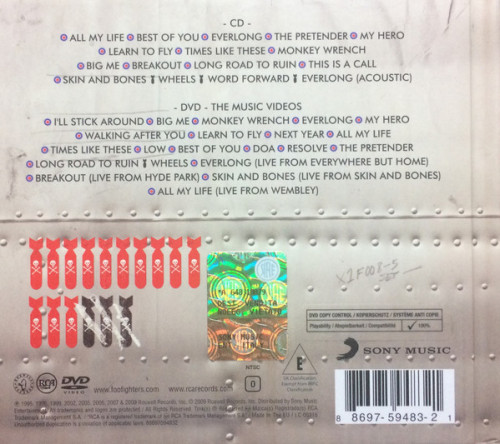 - CD -
ALL MY LIFE BEST OF YOU EVERLONG THE PRETENDER MY HERO
LEARN TO FLY TIMES LIKE THESE MONKEY WRENCH
BIG ME BREAKOUT LONG ROAD TO RUIN THIS IS A CALL
SKIN AND BONES WHEELS WORD FORWARD EVERLONG (ACOUSTIC)
- DVD - THE MUSIC VIDEOS
I'LL STICK AROUND BIG ME MONKEY WRENCH EVERLONG MY HERO
WALKING AFTER YOU LEARN TO FLY NEXT YEAR ALL MY LIFE
TIMES LIKE THESE LOW BEST OF YOU DOA RESOLVE THE PRETENDER
LONG ROAD TO RUIN WHEELS EVERLONG (LIVE FROM EVERYWHERE BUT HOME)
BREAKOUT (LIVE FROM HYDE PARK) SKIN AND BONES (LIVE FROM SKIN AND BONES)
ALL MY LIFE (LIVE FROM WEMBLEY)
DVD COPY CONTROL / KOPIERSCHUTZ / SYSTÈME ANTI COPIE
Playability / Abspielbarkeit / Compatibilité 100%
NTSC
0
E
SONY MUSIC
RCA
DVD VIDEO
www.foofighters.com www.rcarecords.com
8 8697-59483-2 1